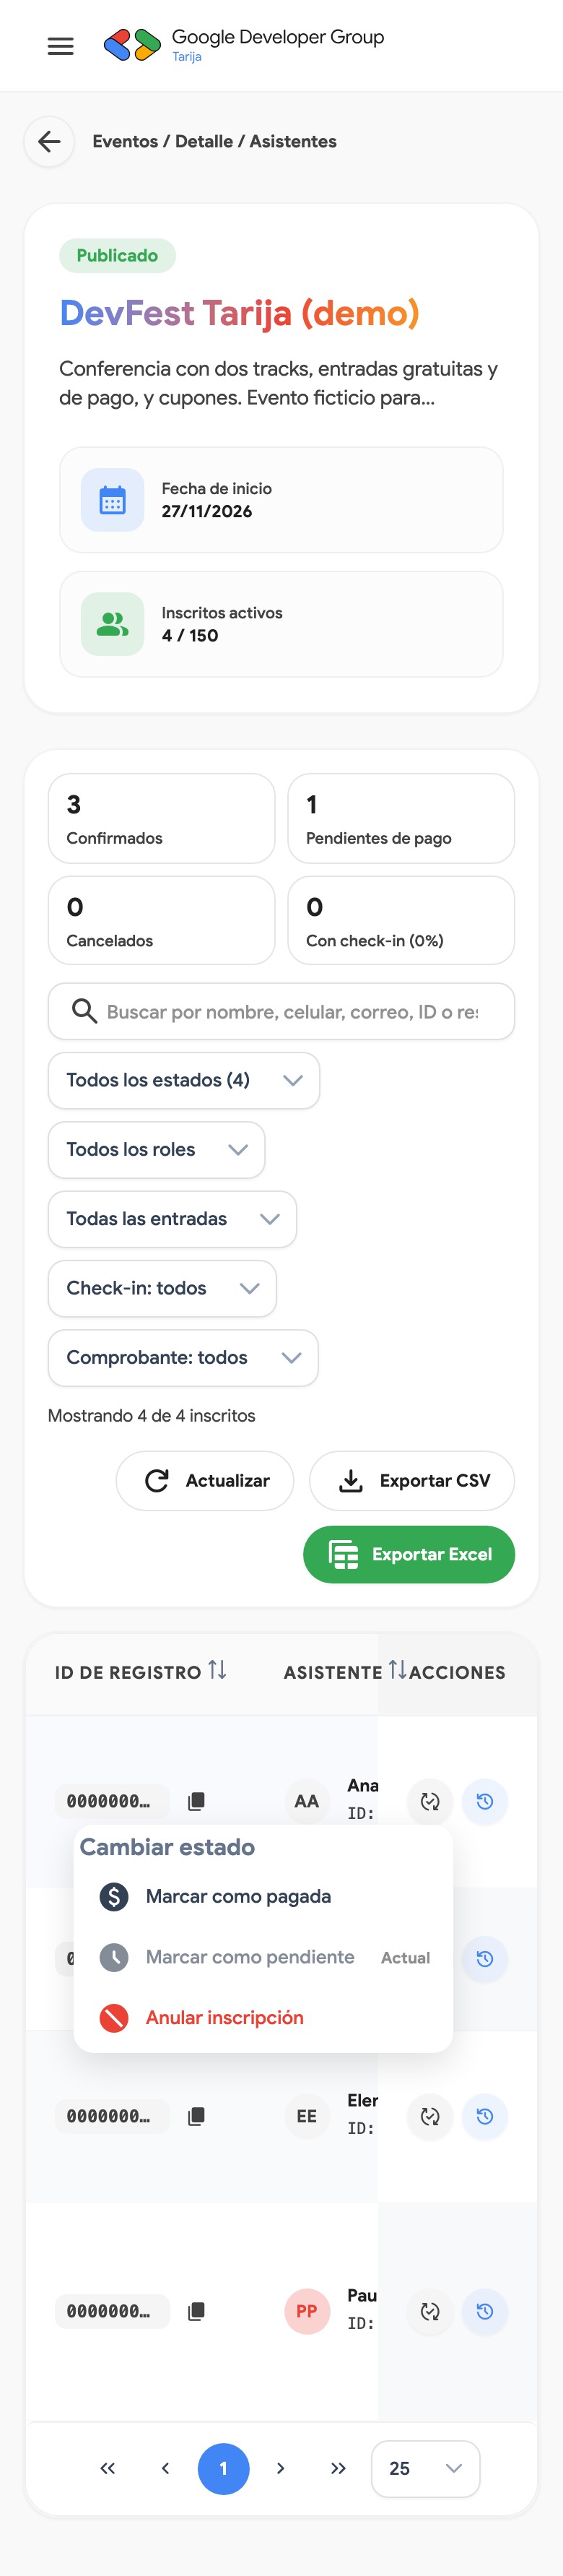 Google Developer Group
Tarija
Eventos / Detalle / Asistentes
Publicado
DevFest Tarija (demo)
Conferencia con dos tracks, entradas gratuitas y
de pago, y cupones. Evento ficticio para...
Fecha de inicio
27/11/2026
Inscritos activos
4 / 150
3
Confirmados
1
Pendientes de pago
0
Cancelados
0
Con check-in (0%)
Buscar por nombre, celular, correo, ID o re
Todos los estados (4)
Todos los roles
Todas las entradas
Check-in: todos
Comprobante: todos
Mostrando 4 de 4 inscritos
Actualizar
Exportar CSV
Exportar Excel
ID DE REGISTRO ASISTENTE ACCIONES
0000000... AA Ana
ID:
Cambiar estado
Marcar como pagada
Marcar como pendiente Actual
Anular inscripción
0000000... EE
ID:
0000000... PP Pau
ID:
« ‹ 1 › » 25